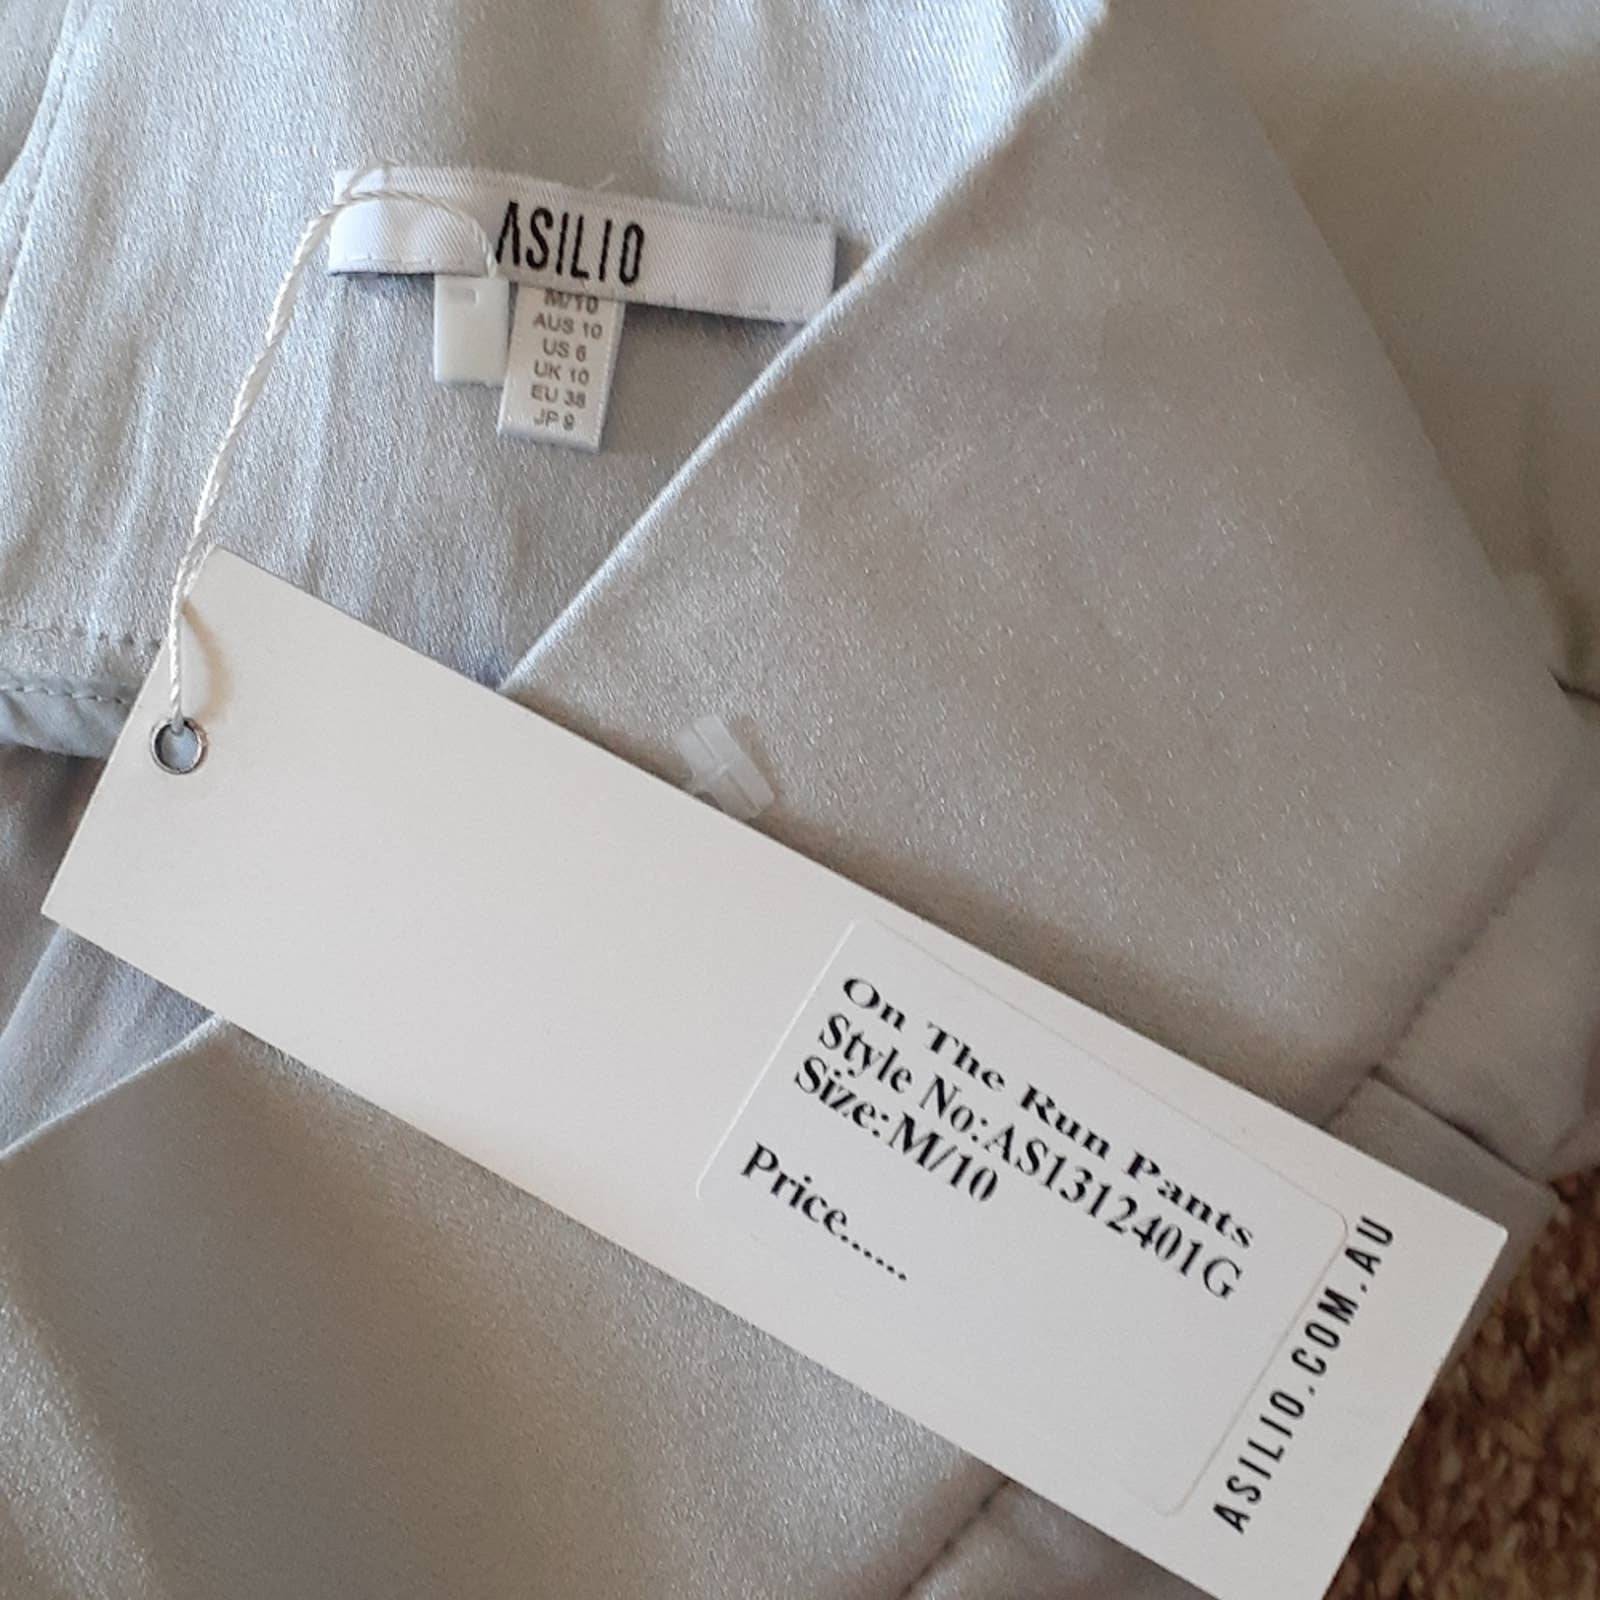 ASILIO
M/10
AUS 10
US 6
UK 10
EU 38
JP 9
On The Run Pants
Style No:AS1312401G
Size:M/10
Price......
ASILIO.COM.AU